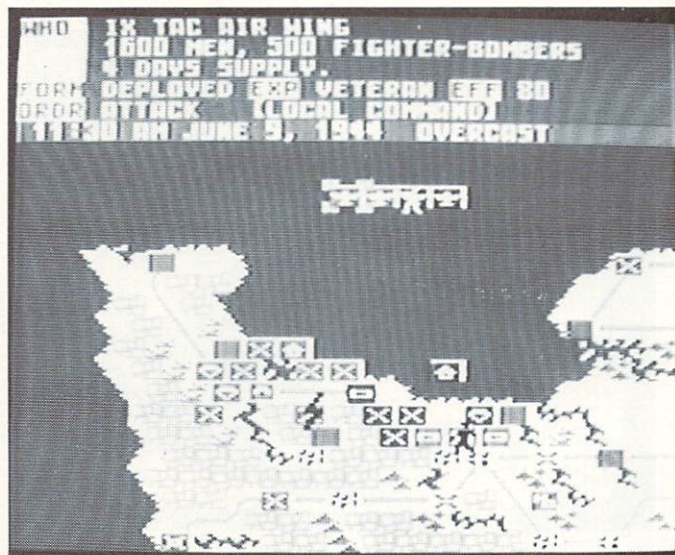 WHO IX TAC AIR WING
1600 MEN, 500 FIGHTER-BOMBERS
4 DAYS SUPPLY.
FORM DEPLOYED EXP VETERAN EFF 80
ORDR ATTACK (LOCAL COMMAND)
11:30 AM JUNE 9, 1944 OVERCAST